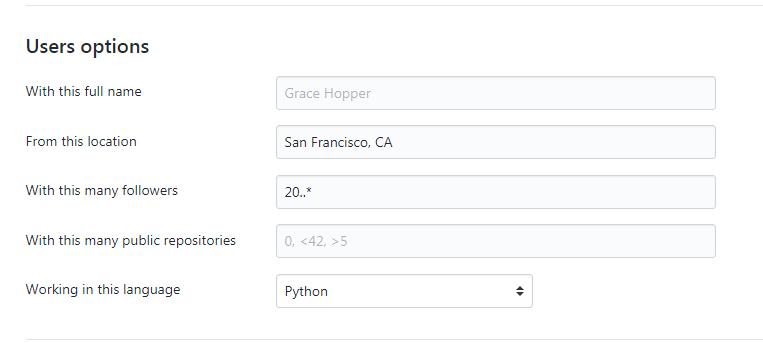 Users options
With this full name
Grace Hopper
From this location
San Francisco, CA
With this many followers
20..*
With this many public repositories
0, <42, >5
Working in this language
Python